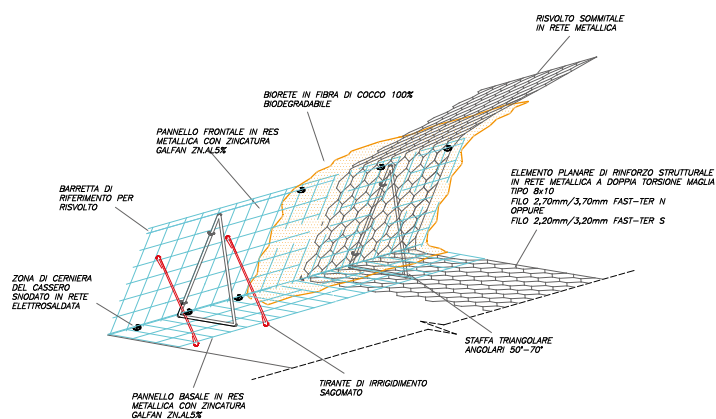 RISVOLTO SOMMITALE
IN RETE METALLICA
BIORETE IN FIBRA DI COCCO 100%
BIODEGRADABILE
PANNELLO FRONTALE IN RES
METALLICA CON ZINCATURA
GALFAN ZN.AL5%
BARRETTA DI
RIFERIMENTO PER
RISVOLTO
ELEMENTO PLANARE DI RINFORZO STRUTTURALE
IN RETE METALLICA A DOPPIA TORSIONE MAGLIA
TIPO 8x10
FILO 2,70mm/3,70mm FAST-TER N
OPPURE
FILO 2,20mm/3,20mm FAST-TER S
ZONA DI CERNIERA
DEL CASSERO
SNODATO IN RETE
ELETTROSALDATA
STAFFA TRIANGOLARE
ANGOLARI 50°-70°
TIRANTE DI IRRIGIDIMENTO
SAGOMATO
PANNELLO BASALE IN RES
METALLICA CON ZINCATURA
GALFAN ZN.AL5%